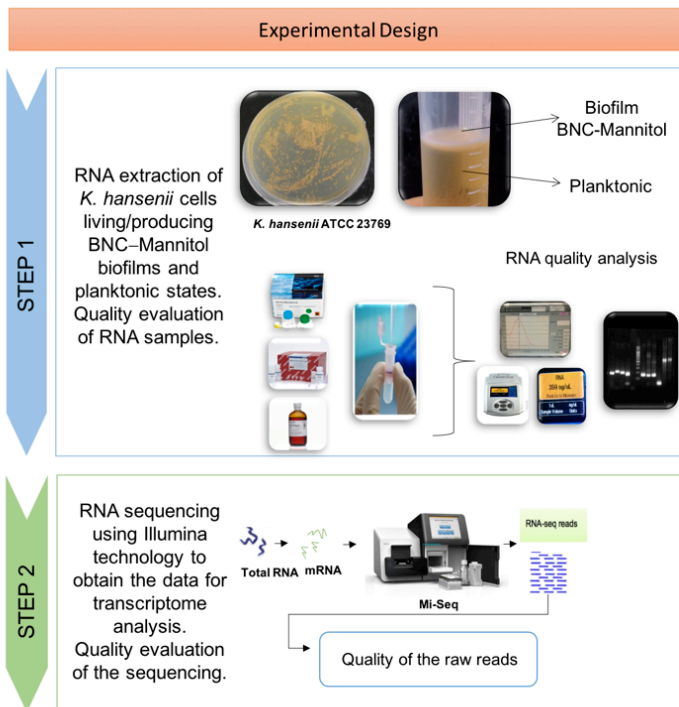 Experimental Design
STEP 1
RNA extraction of
K. hansenii cells
living/producing
BNC–Mannitol
biofilms and
planktonic states.
Quality evaluation
of RNA samples.
Biofilm
BNC-Mannitol
Planktonic
K. hansenii ATCC 23769
RNA quality analysis
STEP 2
RNA sequencing
using Illumina
technology to
obtain the data for
transcriptome
analysis.
Quality evaluation
of the sequencing.
Total RNA
mRNA
Mi-Seq
RNA-seq reads
Quality of the raw reads